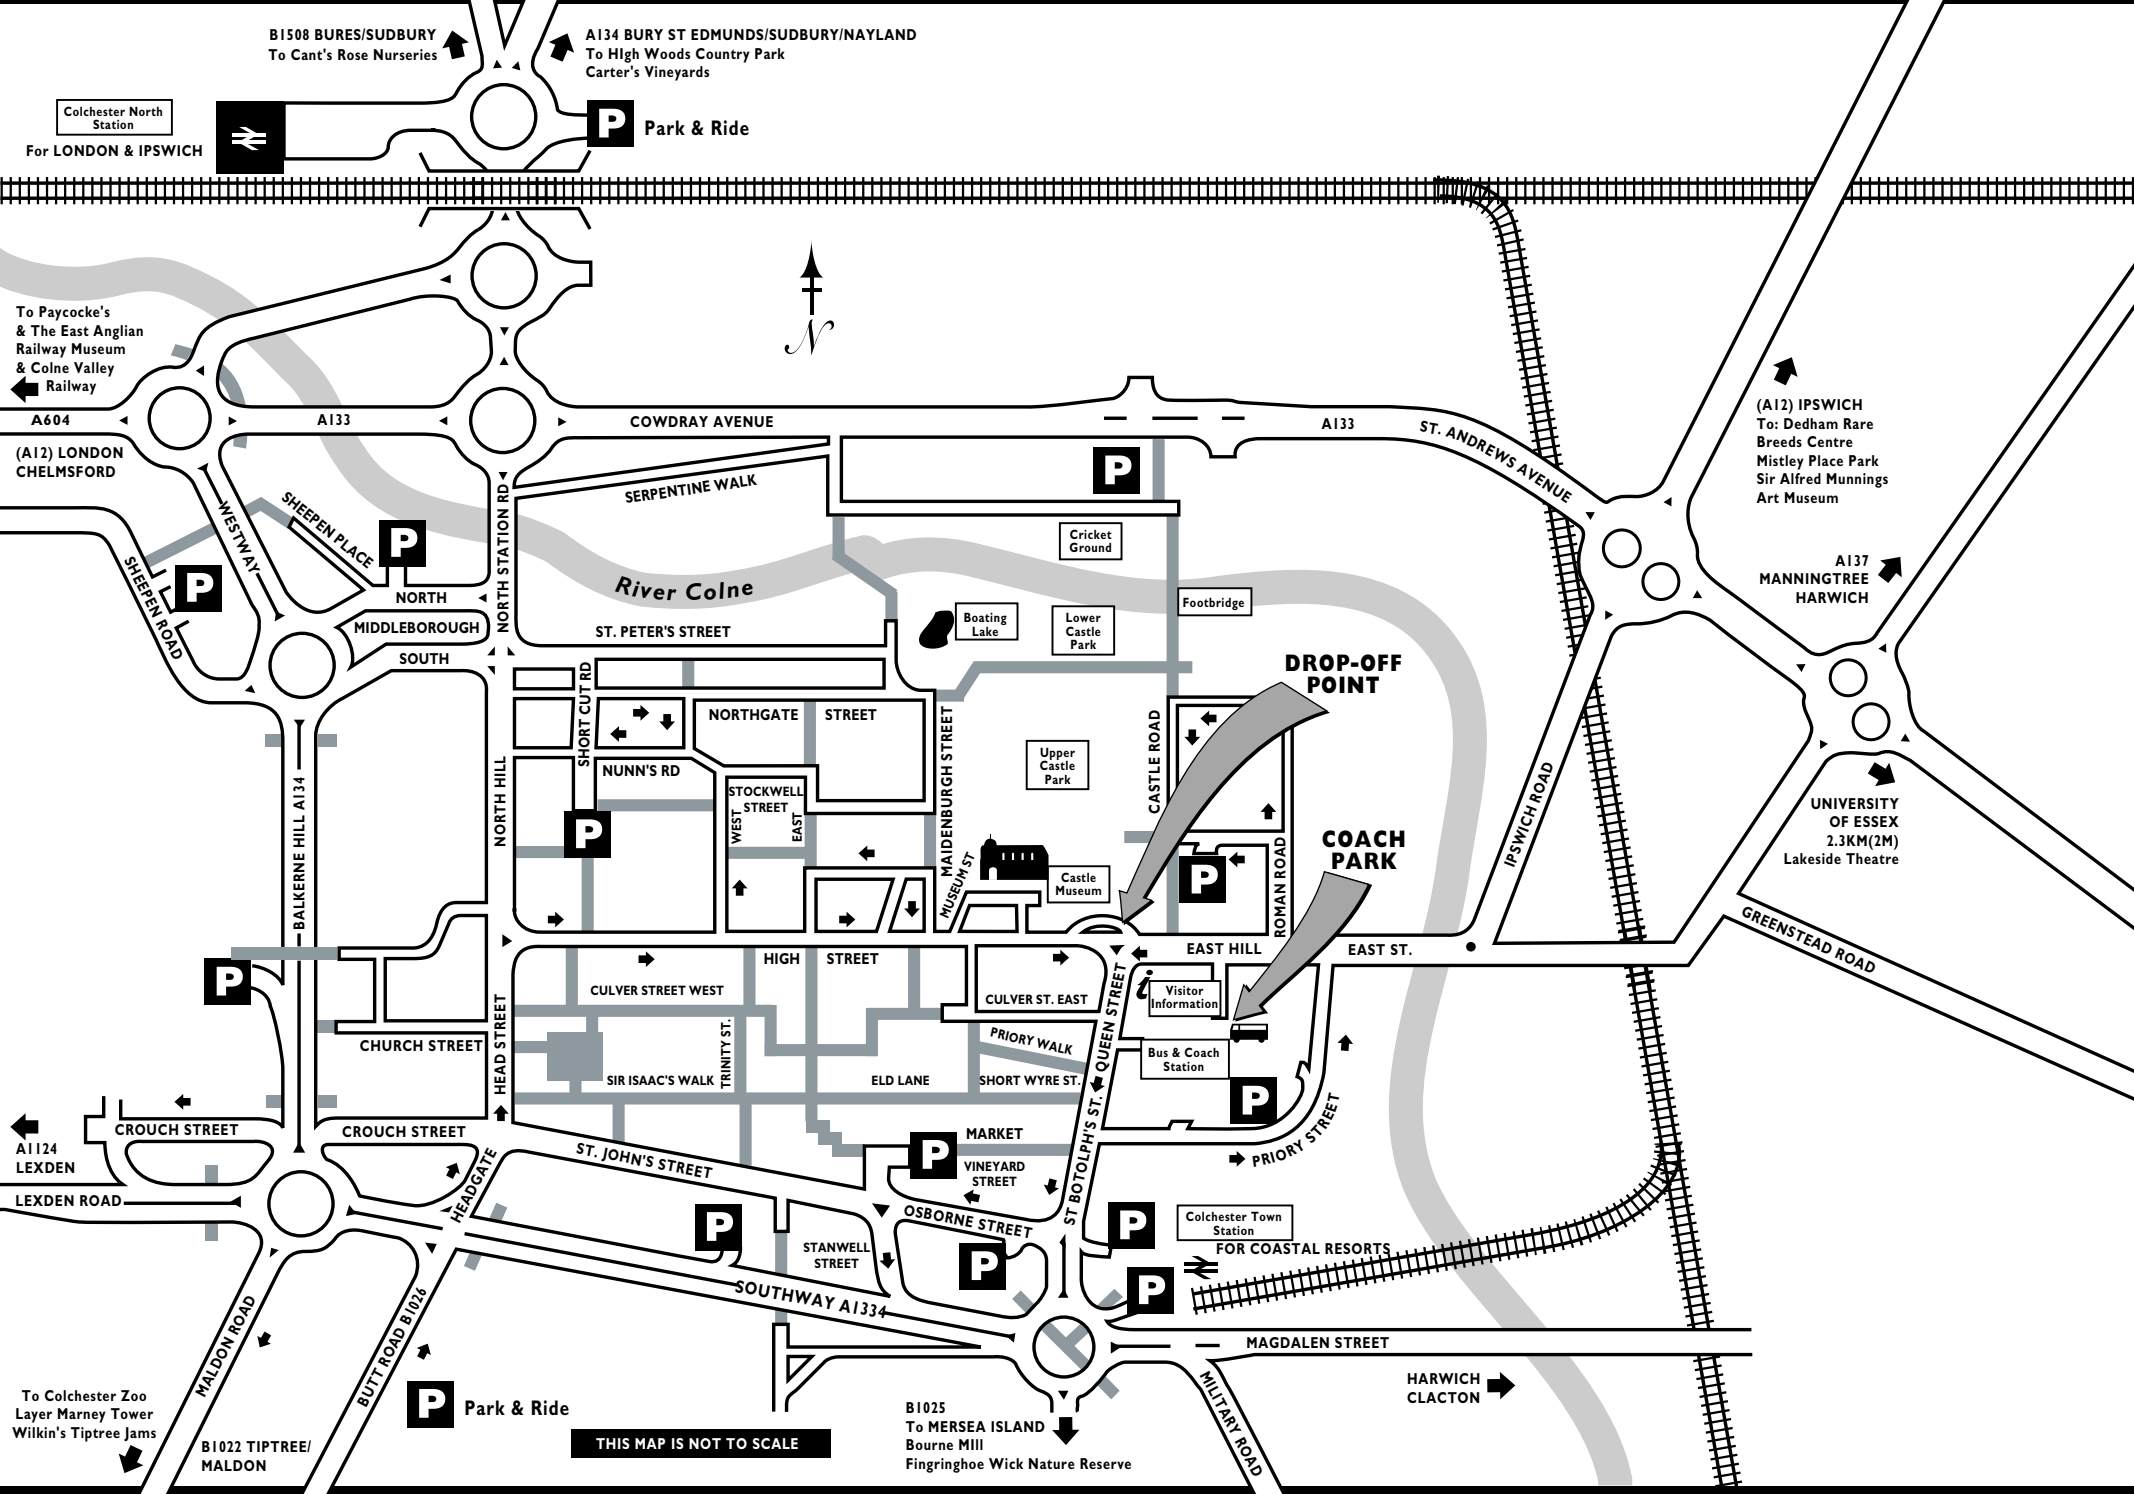 B1508 BURES/SUDBURY
To Cant's Rose Nurseries
A134 BURY ST EDMUNDS/SUDBURY/NAYLAND
To HIgh Woods Country Park
Carter's Vineyards
Colchester North
Station
For LONDON & IPSWICH
P
Park & Ride
N
To Paycocke's
& The East Anglian
Railway Museum
& Colne Valley
Railway
A604
A133
COWDRAY AVENUE
A133
ST. ANDREWS AVENUE
(A12) LONDON
CHELMSFORD
(A12) IPSWICH
To: Dedham Rare
Breeds Centre
Mistley Place Park
Sir Alfred Munnings
Art Museum
SERPENTINE WALK
P
WESTWAY
SHEEPEN PLACE
P
NORTH STATION RD
Cricket
Ground
SHEEPEN ROAD
P
NORTH
MIDDLEBOROUGH
SOUTH
River Colne
ST. PETER'S STREET
Boating
Lake
Lower
Castle
Park
Footbridge
A137
MANNINGTREE
HARWICH
DROP-OFF
POINT
SHORT CUT RD
NORTHGATE STREET
NUNN'S RD
STOCKWELL
STREET
WEST
EAST
MAIDENBURGH STREET
Upper
Castle
Park
CASTLE ROAD
COACH
PARK
BALKERNE HILL A134
NORTH HILL
P
MUSEUM ST
Castle
Museum
P
ROMAN ROAD
IPSWICH ROAD
UNIVERSITY
OF ESSEX
2.3KM(2M)
Lakeside Theatre
GREENSTEAD ROAD
HIGH STREET
EAST HILL
EAST ST.
P
CULVER STREET WEST
CULVER ST. EAST
QUEEN STREET
i
Visitor
Information
HEAD STREET
CHURCH STREET
TRINITY ST.
PRIORY WALK
Bus & Coach
Station
SIR ISAAC'S WALK
ELD LANE
SHORT WYRE ST.
P
CROUCH STREET
CROUCH STREET
A1124
LEXDEN
LEXDEN ROAD
HEADGATE
ST. JOHN'S STREET
P
MARKET
VINEYARD
STREET
ST BOTOLPH'S ST.
PRIORY STREET
P
OSBORNE STREET
P
Colchester Town
Station
FOR COASTAL RESORTS
STANWELL
STREET
P
P
SOUTHWAY A1334
MALDON ROAD
BUTT ROAD B1026
MAGDALEN STREET
MILITARY ROAD
HARWICH
CLACTON
To Colchester Zoo
Layer Marney Tower
Wilkin's Tiptree Jams
B1022 TIPTREE/
MALDON
P
Park & Ride
THIS MAP IS NOT TO SCALE
B1025
To MERSEA ISLAND
Bourne MIll
Fingringhoe Wick Nature Reserve